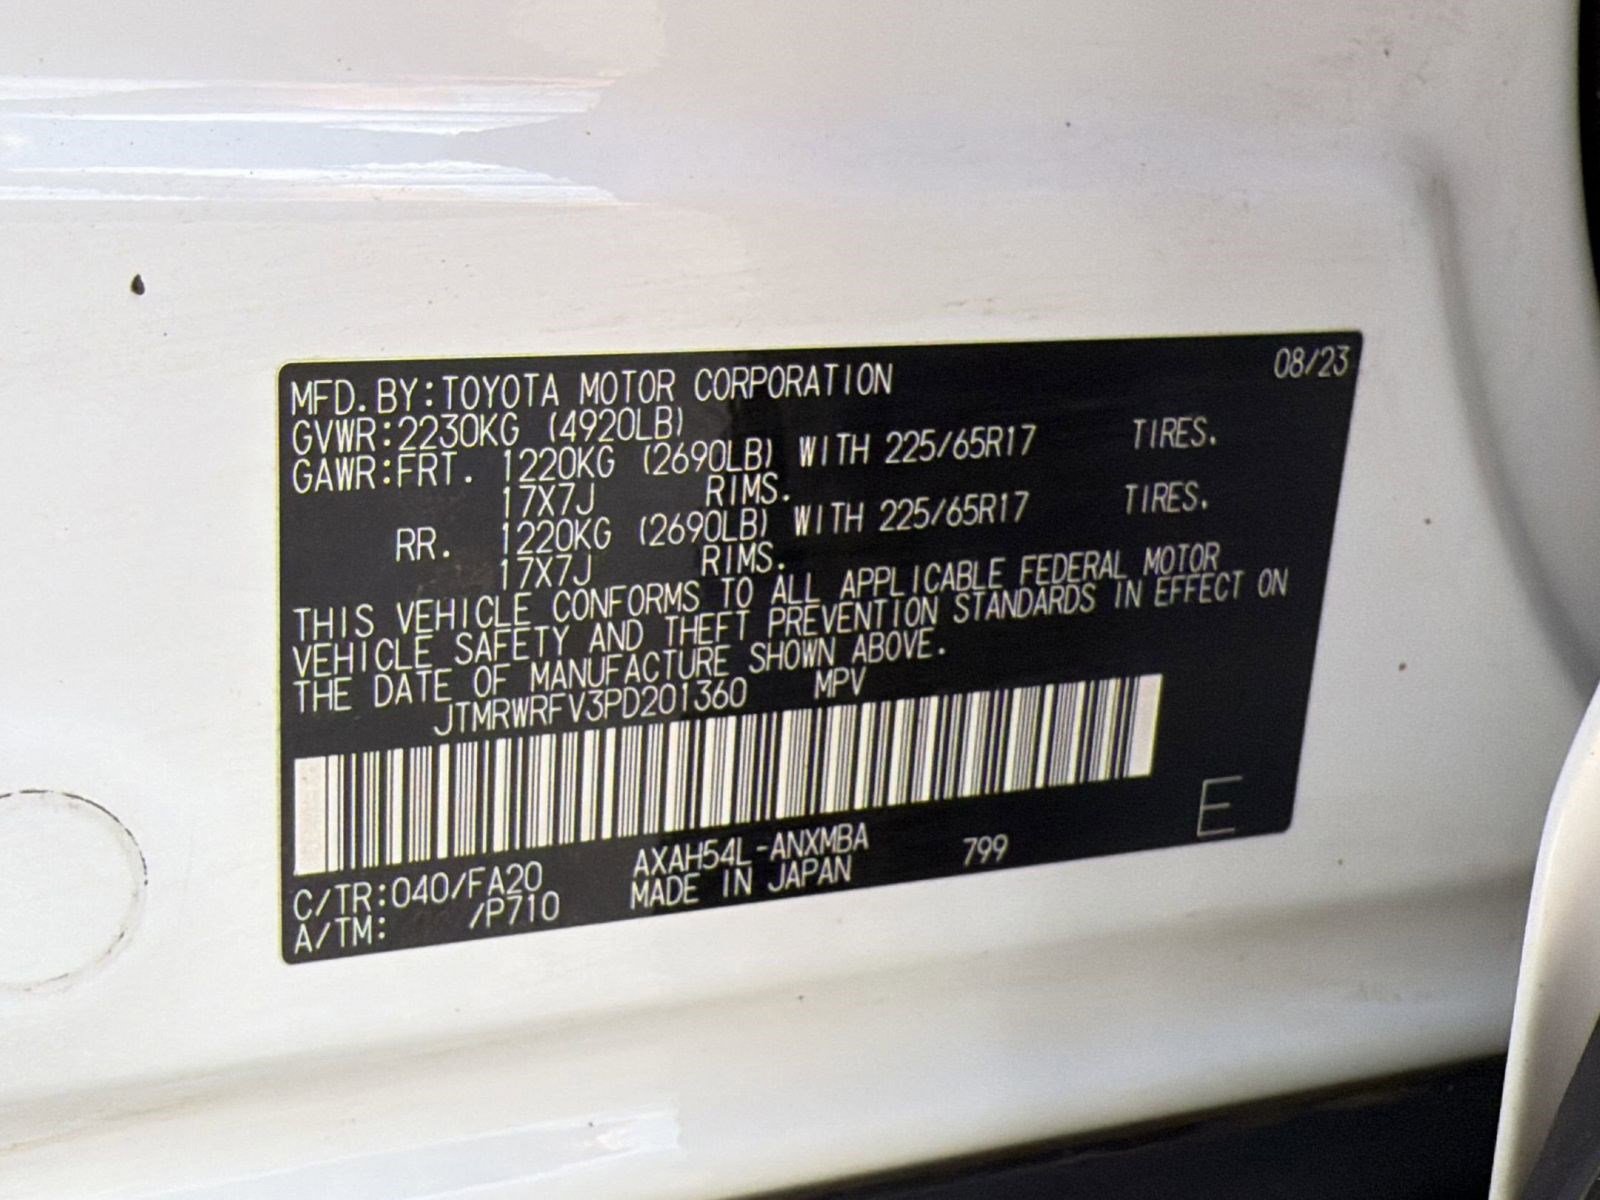 08/23
MFD. BY: TOYOTA MOTOR CORPORATION
GVWR: 2230KG (4920LB)
GAWR: FRT. 1220KG (2690LB) WITH 225/65R17 TIRES.
17X7J RIMS.
RR. 1220KG (2690LB) WITH 225/65R17 TIRES.
17X7J RIMS.
THIS VEHICLE CONFORMS TO ALL APPLICABLE FEDERAL MOTOR
VEHICLE SAFETY AND THEFT PREVENTION STANDARDS IN EFFECT ON
THE DATE OF MANUFACTURE SHOWN ABOVE.
JTMRWRFV3PD201360 MPV
E
C/TR: 040/FA20 AXAH54L-ANXMBA 799
A/TM: /P710 MADE IN JAPAN